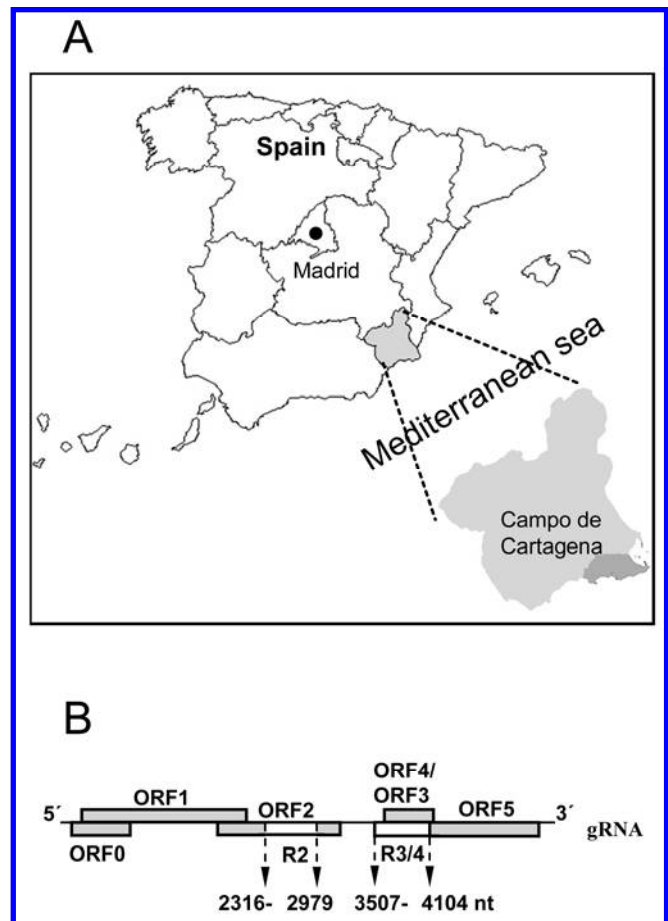 A
Spain
Madrid
Mediterranean sea
Campo de
Cartagena
B
ORF4/
5´ ORF1 ORF2 ORF3 ORF5 3´
gRNA
ORF0 R2 R3/4
2316- 2979 3507- 4104 nt